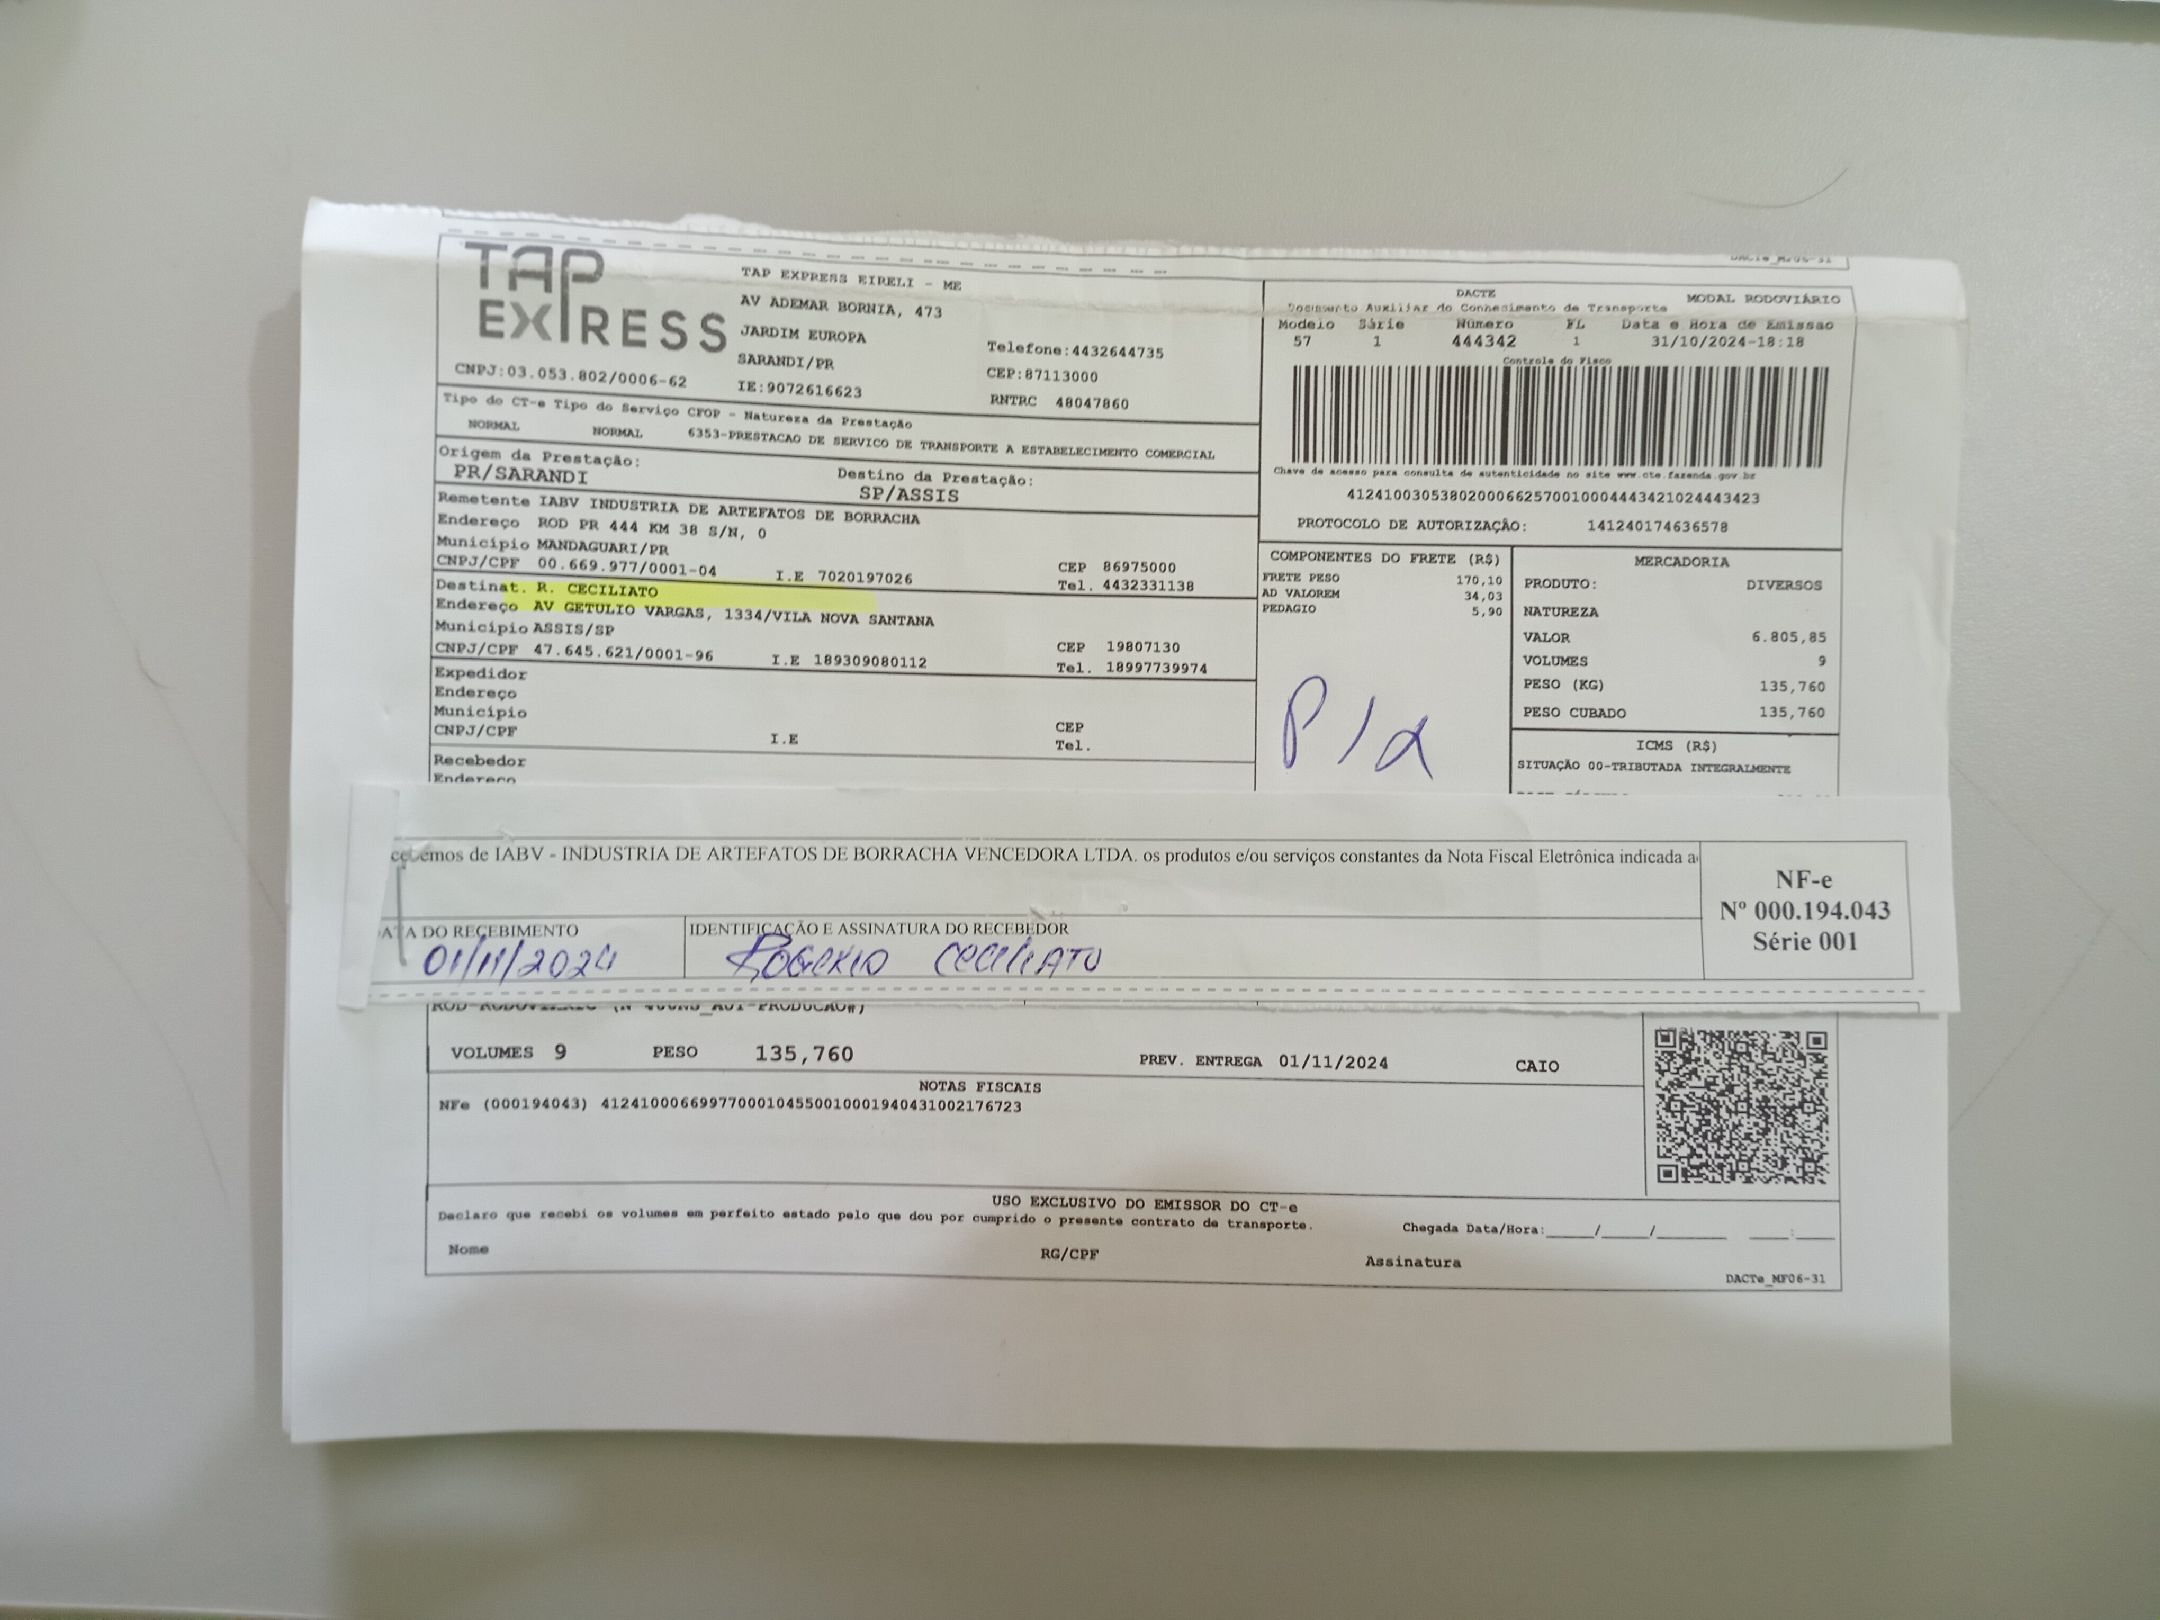 TAP
EXPRESS
CNPJ:03.053.802/0006-62
TAP EXPRESS EIRELI - ME
AV ADEMAR BORNIA, 473
JARDIM EUROPA
SARANDI/PR
IE:9072616623
Telefone:4432644735
CEP:87113000
RNTRC 48047860
DACTe_MF06-31
DACTE
MODAL RODOVIÁRIO
Documento Auxiliar do Conhecimento de Transporte
Modelo Série Número FL Data e Hora de Emissao
57 1 444342 1 31/10/2024-18:18
Controle do Fisco
Chave de acesso para consulta de autenticidade no site www.cte.fazenda.gov.br
41241003053802000662570010004443421024443423
PROTOCOLO DE AUTORIZAÇÃO: 141240174636578
Tipo do CT-e Tipo do Serviço CFOP - Natureza da Prestação
NORMAL NORMAL 6353-PRESTACAO DE SERVICO DE TRANSPORTE A ESTABELECIMENTO COMERCIAL
Origem da Prestação: Destino da Prestação:
PR/SARANDI SP/ASSIS
Remetente IABV INDUSTRIA DE ARTEFATOS DE BORRACHA
Endereço ROD PR 444 KM 38 S/N, 0
Município MANDAGUARI/PR CEP 86975000
CNPJ/CPF 00.669.977/0001-04 I.E 7020197026 Tel. 4432331138
Destinat. R. CECILIATO
Endereço AV GETULIO VARGAS, 1334/VILA NOVA SANTANA
Município ASSIS/SP CEP 19807130
CNPJ/CPF 47.645.621/0001-96 I.E 189309080112 Tel. 18997739974
Expedidor
Endereço
Município CEP
CNPJ/CPF I.E Tel.
Recebedor
Endereço
COMPONENTES DO FRETE (R$)
FRETE PESO 170,10
AD VALOREM 34,03
PEDAGIO 5,90
MERCADORIA
PRODUTO: DIVERSOS
NATUREZA
VALOR 6.805,85
VOLUMES 9
PESO (KG) 135,760
PESO CUBADO 135,760
ICMS (R$)
SITUAÇÃO 00-TRIBUTADA INTEGRALMENTE
cebemos de IABV - INDUSTRIA DE ARTEFATOS DE BORRACHA VENCEDORA LTDA. os produtos e/ou serviços constantes da Nota Fiscal Eletrônica indicada a
NF-e
Nº 000.194.043
Série 001
ATA DO RECEBIMENTO IDENTIFICAÇÃO E ASSINATURA DO RECEBEDOR
01/11/2024 ROGERIO CECILIATO
VOLUMES 9 PESO 135,760 PREV. ENTREGA 01/11/2024 CAIO
NOTAS FISCAIS
NFe (000194043) 41241000669977000104550010001940431002176723
USO EXCLUSIVO DO EMISSOR DO CT-e
Declaro que recebi os volumes em perfeito estado pelo que dou por cumprido o presente contrato de transporte. Chegada Data/Hora:_____/_____/________ ____:____
Nome RG/CPF Assinatura
DACTe_MF06-31